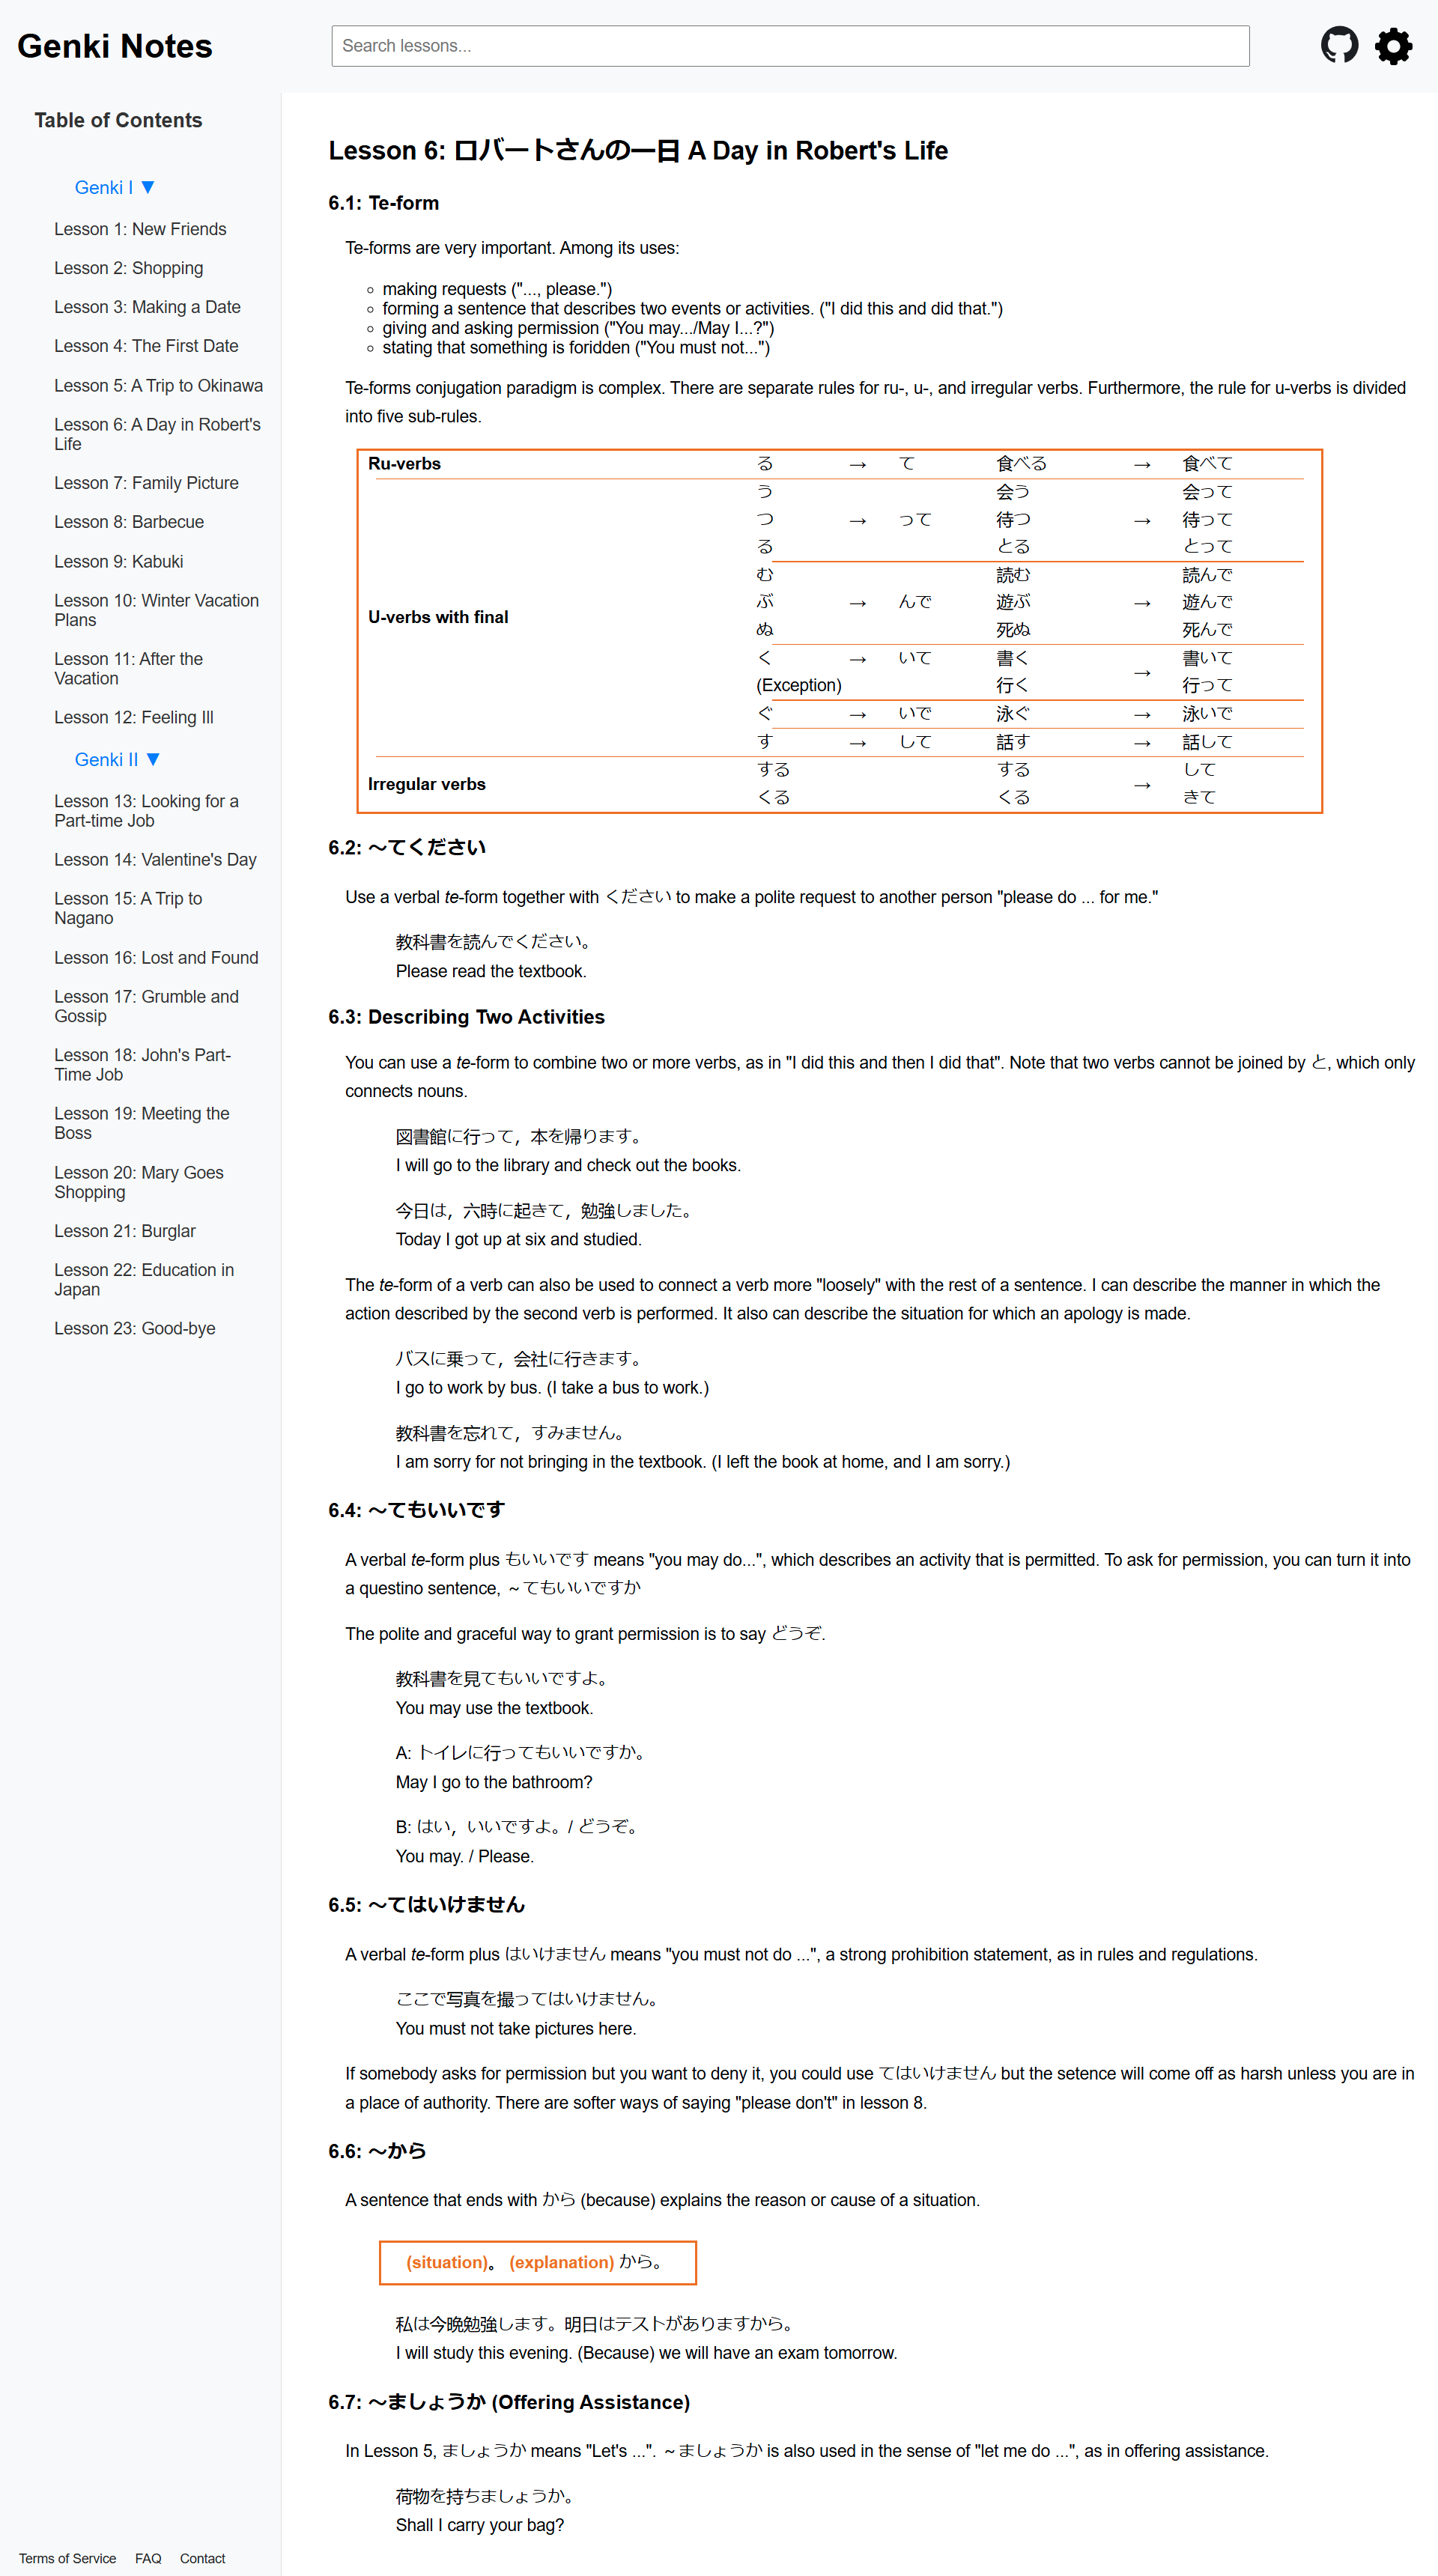 Genki Notes
Search lessons...
Table of Contents
Genki I ▼
Lesson 1: New Friends
Lesson 2: Shopping
Lesson 3: Making a Date
Lesson 4: The First Date
Lesson 5: A Trip to Okinawa
Lesson 6: A Day in Robert's
Life
Lesson 7: Family Picture
Lesson 8: Barbecue
Lesson 9: Kabuki
Lesson 10: Winter Vacation
Plans
Lesson 11: After the
Vacation
Lesson 12: Feeling Ill
Genki II ▼
Lesson 13: Looking for a
Part-time Job
Lesson 14: Valentine's Day
Lesson 15: A Trip to
Nagano
Lesson 16: Lost and Found
Lesson 17: Grumble and
Gossip
Lesson 18: John's Part-
Time Job
Lesson 19: Meeting the
Boss
Lesson 20: Mary Goes
Shopping
Lesson 21: Burglar
Lesson 22: Education in
Japan
Lesson 23: Good-bye
Terms of Service FAQ Contact
Lesson 6: ロバートさんの一日 A Day in Robert's Life
6.1: Te-form
Te-forms are very important. Among its uses:
making requests ("..., please.")
forming a sentence that describes two events or activities. ("I did this and did that.")
giving and asking permission ("You may.../May I...?")
stating that something is foridden ("You must not...")
Te-forms conjugation paradigm is complex. There are separate rules for ru-, u-, and irregular verbs. Furthermore, the rule for u-verbs is divided
into five sub-rules.
Ru-verbs る → て 食べる → 食べて
う 会う 会って
つ → って 待つ → 待って
る とる とって
む 読む 読んで
ぶ → んで 遊ぶ → 遊んで
U-verbs with final
ぬ 死ぬ 死んで
く → いて 書く → 書いて
(Exception) 行く 行って
ぐ → いで 泳ぐ → 泳いで
す → して 話す → 話して
する する → して
Irregular verbs
くる くる きて
6.2: ～てください
Use a verbal te-form together with ください to make a polite request to another person "please do ... for me."
教科書を読んでください。
Please read the textbook.
6.3: Describing Two Activities
You can use a te-form to combine two or more verbs, as in "I did this and then I did that". Note that two verbs cannot be joined by と, which only
connects nouns.
図書館に行って，本を帰ります。
I will go to the library and check out the books.
今日は，六時に起きて，勉強しました。
Today I got up at six and studied.
The te-form of a verb can also be used to connect a verb more "loosely" with the rest of a sentence. I can describe the manner in which the
action described by the second verb is performed. It also can describe the situation for which an apology is made.
バスに乗って，会社に行きます。
I go to work by bus. (I take a bus to work.)
教科書を忘れて，すみません。
I am sorry for not bringing in the textbook. (I left the book at home, and I am sorry.)
6.4: ～てもいいです
A verbal te-form plus もいいです means "you may do...", which describes an activity that is permitted. To ask for permission, you can turn it into
a questino sentence, ～てもいいですか
The polite and graceful way to grant permission is to say どうぞ.
教科書を見てもいいですよ。
You may use the textbook.
A: トイレに行ってもいいですか。
May I go to the bathroom?
B: はい，いいですよ。/ どうぞ。
You may. / Please.
6.5: ～てはいけません
A verbal te-form plus はいけません means "you must not do ...", a strong prohibition statement, as in rules and regulations.
ここで写真を撮ってはいけません。
You must not take pictures here.
If somebody asks for permission but you want to deny it, you could use てはいけません but the setence will come off as harsh unless you are in
a place of authority. There are softer ways of saying "please don't" in lesson 8.
6.6: ～から
A sentence that ends with から (because) explains the reason or cause of a situation.
(situation)。 (explanation) から。
私は今晩勉強します。明日はテストがありますから。
I will study this evening. (Because) we will have an exam tomorrow.
6.7: ～ましょうか (Offering Assistance)
In Lesson 5, ましょうか means "Let's ...". ～ましょうか is also used in the sense of "let me do ...", as in offering assistance.
荷物を持ちましょうか。
Shall I carry your bag?